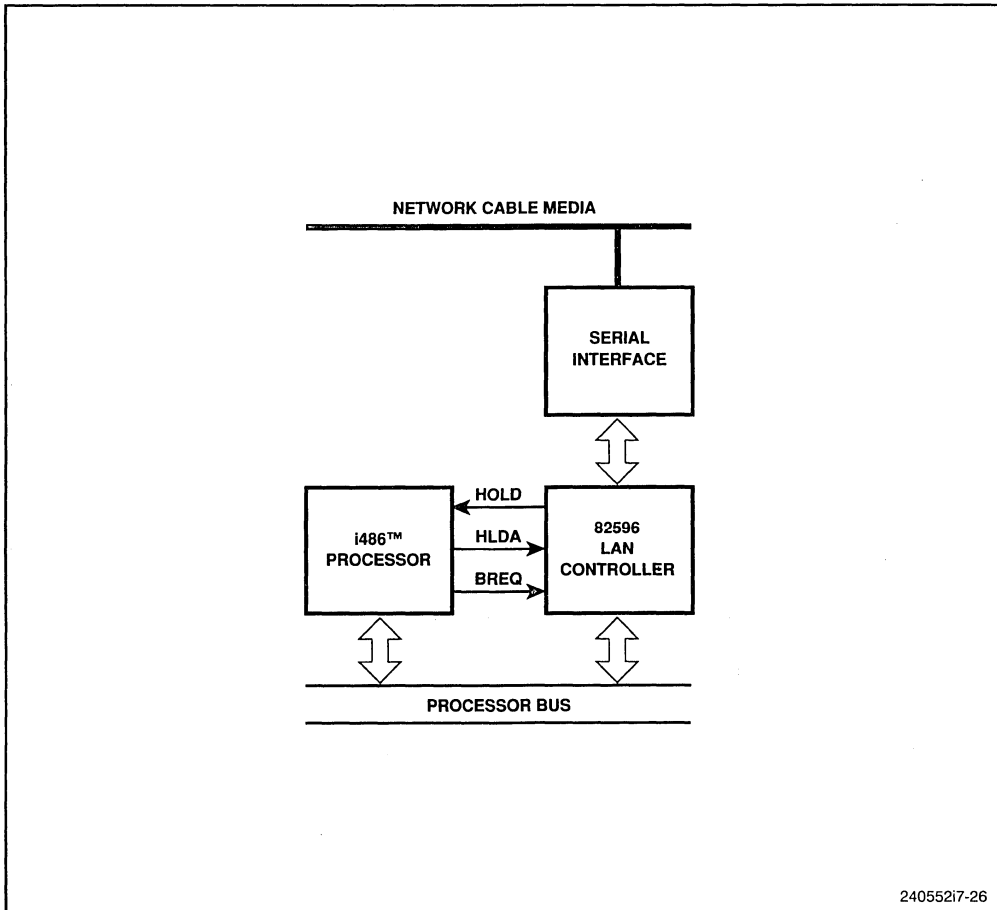 NETWORK CABLE MEDIA
SERIAL
INTERFACE
HOLD
i486™
PROCESSOR
HLDA
82596
LAN
CONTROLLER
BREQ
PROCESSOR BUS
240552i7-26